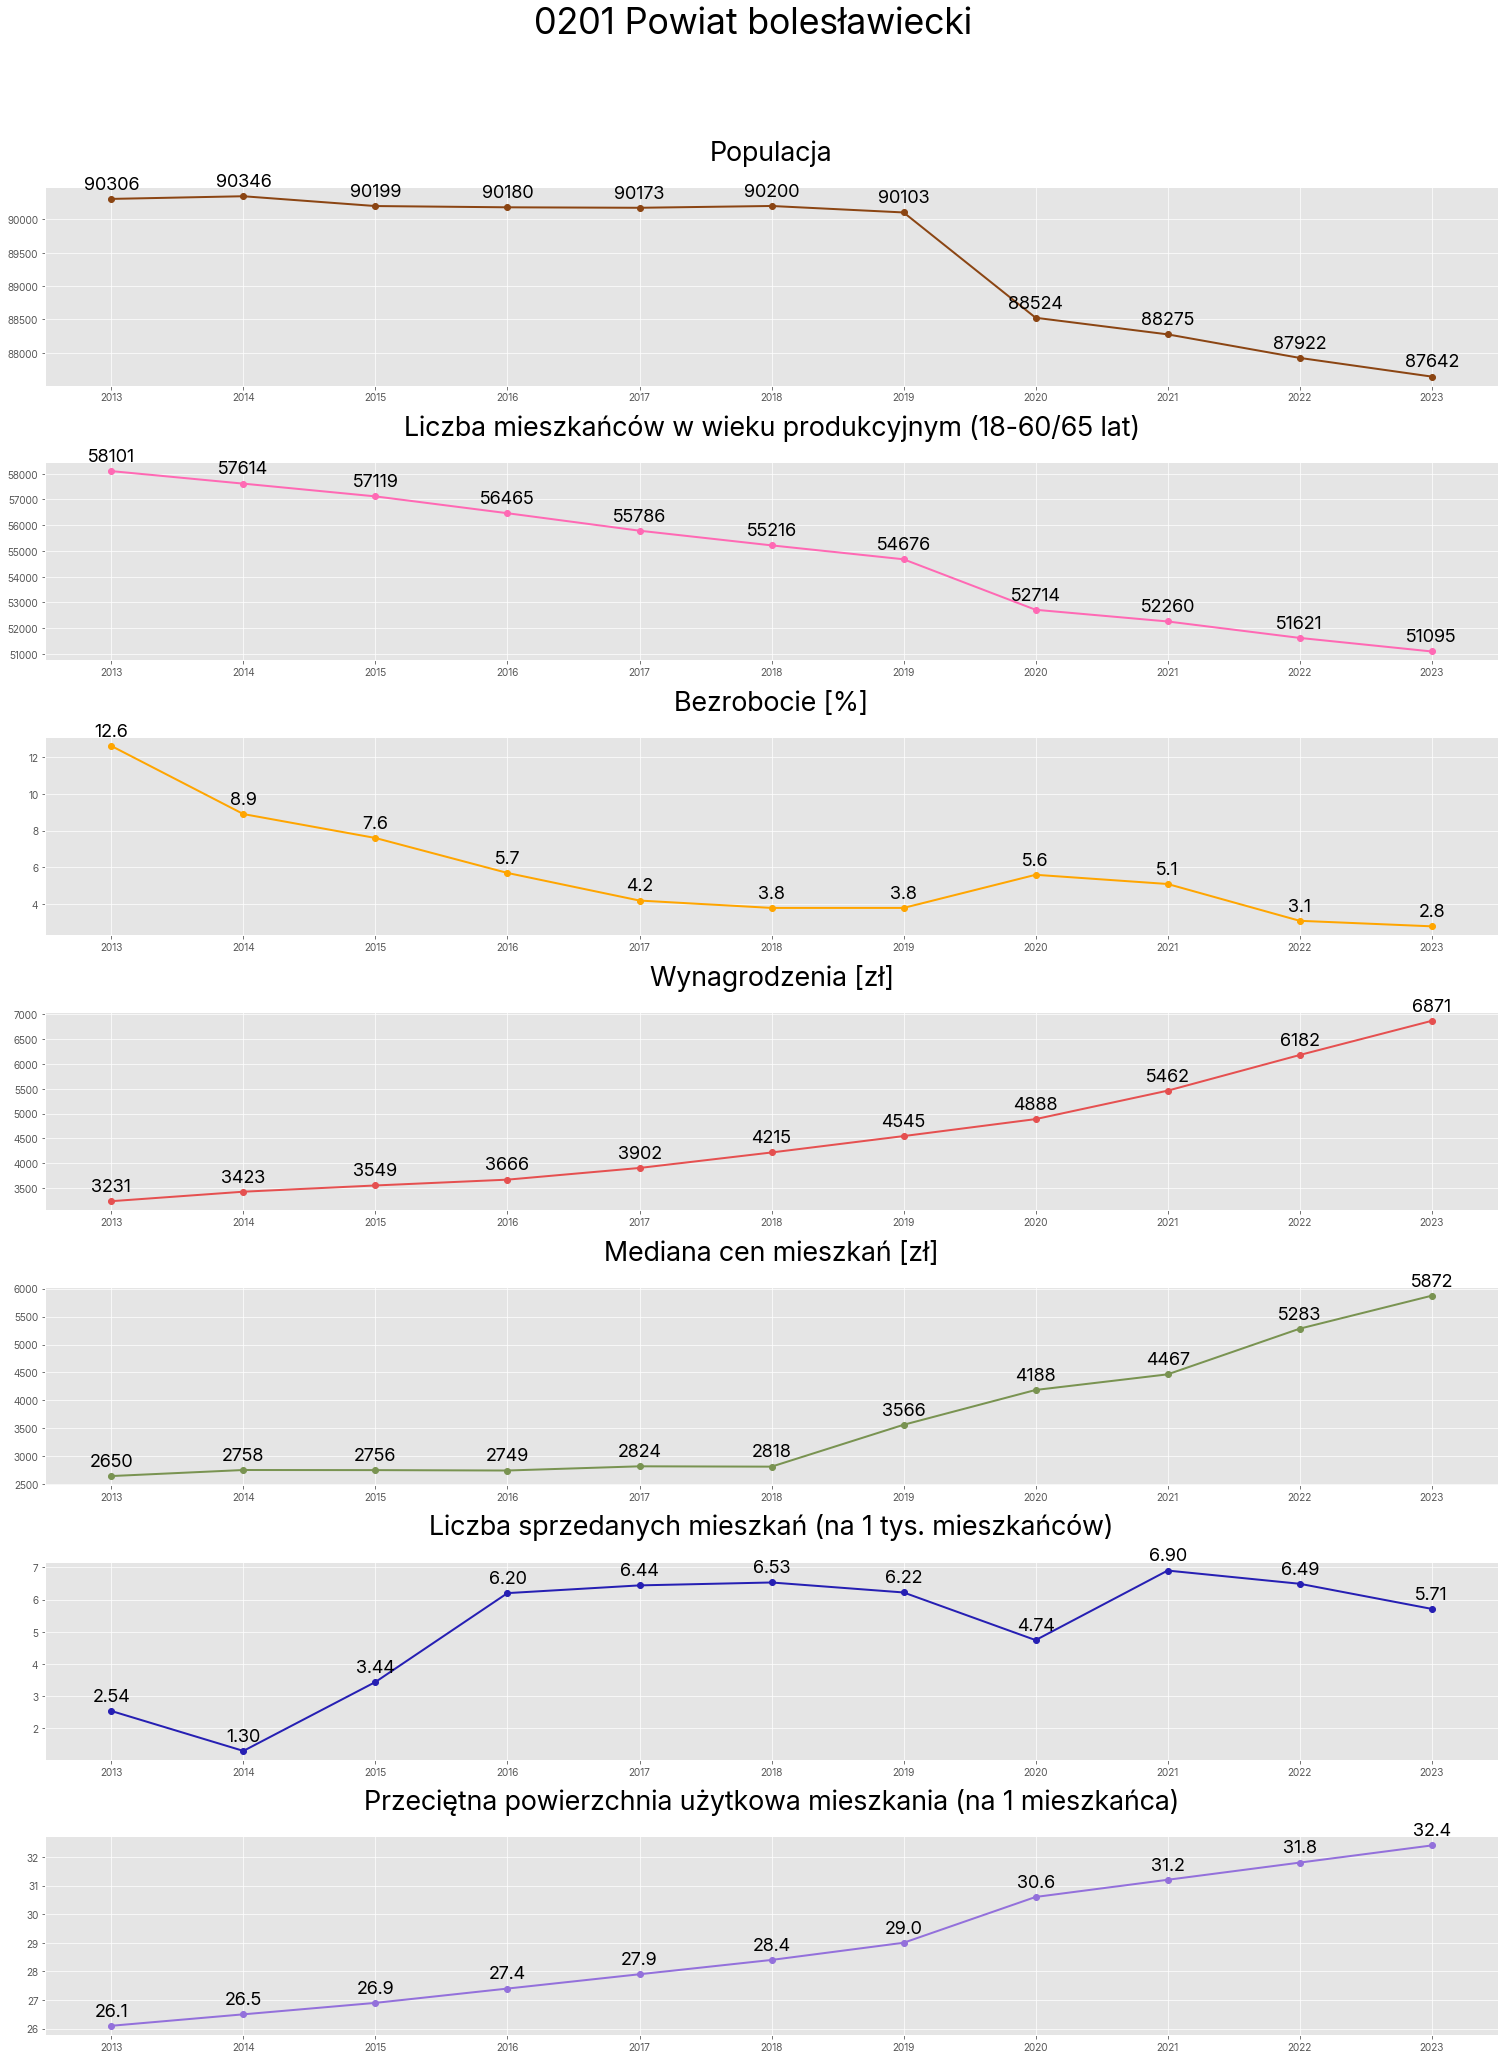 0201 Powiat bolesławiecki
Populacja
90306 90346 90199 90180 90173 90200 90103 88524 88275 87922 87642
90000
89500
89000
88500
88000
2013 2014 2015 2016 2017 2018 2019 2020 2021 2022 2023
Liczba mieszkańców w wieku produkcyjnym (18-60/65 lat)
58101 57614 57119 56465 55786 55216 54676 52714 52260 51621 51095
58000
57000
56000
55000
54000
53000
52000
51000
2013 2014 2015 2016 2017 2018 2019 2020 2021 2022 2023
Bezrobocie [%]
12.6 8.9 7.6 5.7 4.2 3.8 3.8 5.6 5.1 3.1 2.8
12
10
8
6
4
2013 2014 2015 2016 2017 2018 2019 2020 2021 2022 2023
Wynagrodzenia [zł]
3231 3423 3549 3666 3902 4215 4545 4888 5462 6182 6871
7000
6500
6000
5500
5000
4500
4000
3500
2013 2014 2015 2016 2017 2018 2019 2020 2021 2022 2023
Mediana cen mieszkań [zł]
2650 2758 2756 2749 2824 2818 3566 4188 4467 5283 5872
6000
5500
5000
4500
4000
3500
3000
2500
2013 2014 2015 2016 2017 2018 2019 2020 2021 2022 2023
Liczba sprzedanych mieszkań (na 1 tys. mieszkańców)
2.54 1.30 3.44 6.20 6.44 6.53 6.22 4.74 6.90 6.49 5.71
7
6
5
4
3
2
2013 2014 2015 2016 2017 2018 2019 2020 2021 2022 2023
Przeciętna powierzchnia użytkowa mieszkania (na 1 mieszkańca)
26.1 26.5 26.9 27.4 27.9 28.4 29.0 30.6 31.2 31.8 32.4
32
31
30
29
28
27
26
2013 2014 2015 2016 2017 2018 2019 2020 2021 2022 2023